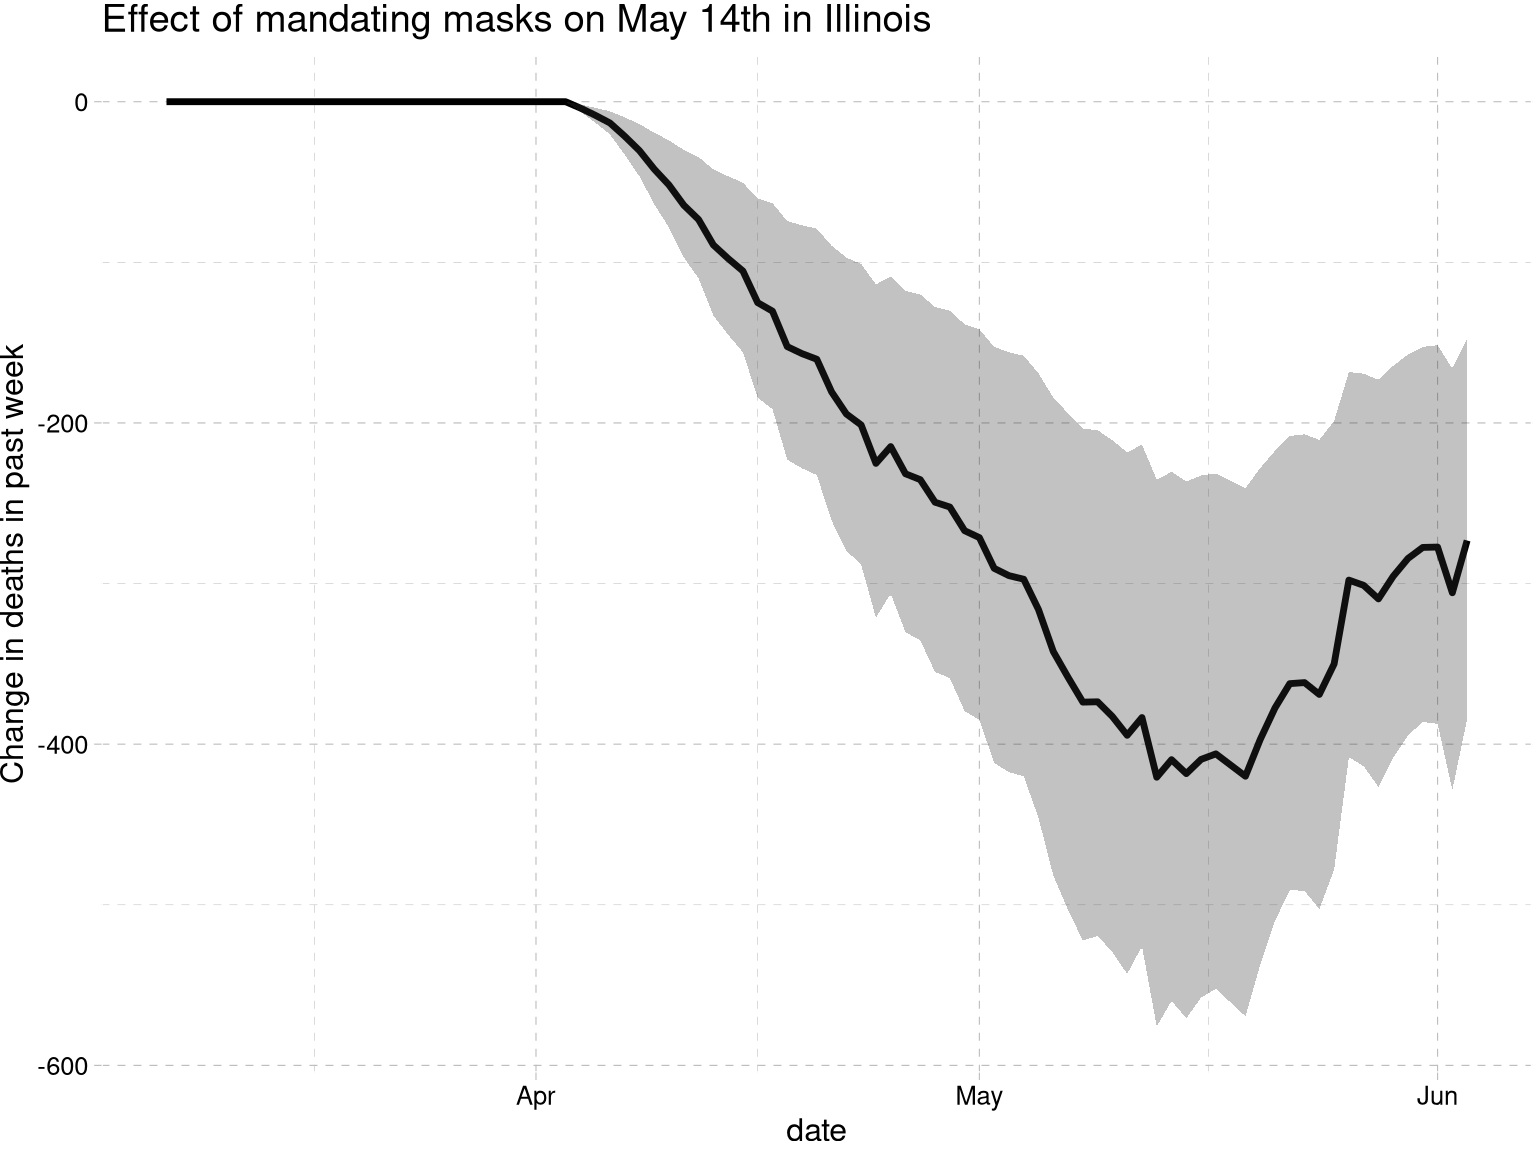 Effect of mandating masks on May 14th in Illinois
Change in deaths in past week
0
-200
-400
-600
Apr
May
Jun
date